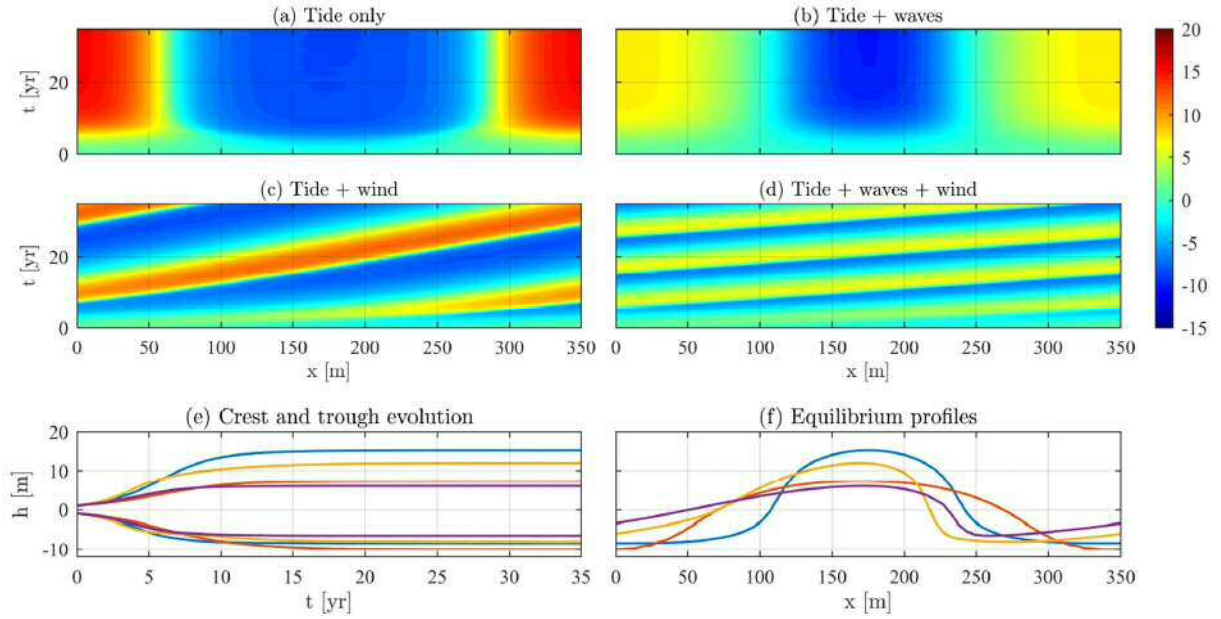 (a) Tide only
(b) Tide + waves
t [yr]
20
0
20
15
10
5
0
-5
-10
-15
(c) Tide + wind
(d) Tide + waves + wind
t [yr]
20
0
0 50 100 150 200 250 300 350
0 50 100 150 200 250 300 350
x [m]
x [m]
(e) Crest and trough evolution
(f) Equilibrium profiles
h [m]
20
10
0
-10
0 5 10 15 20 25 30 35
0 50 100 150 200 250 300 350
t [yr]
x [m]